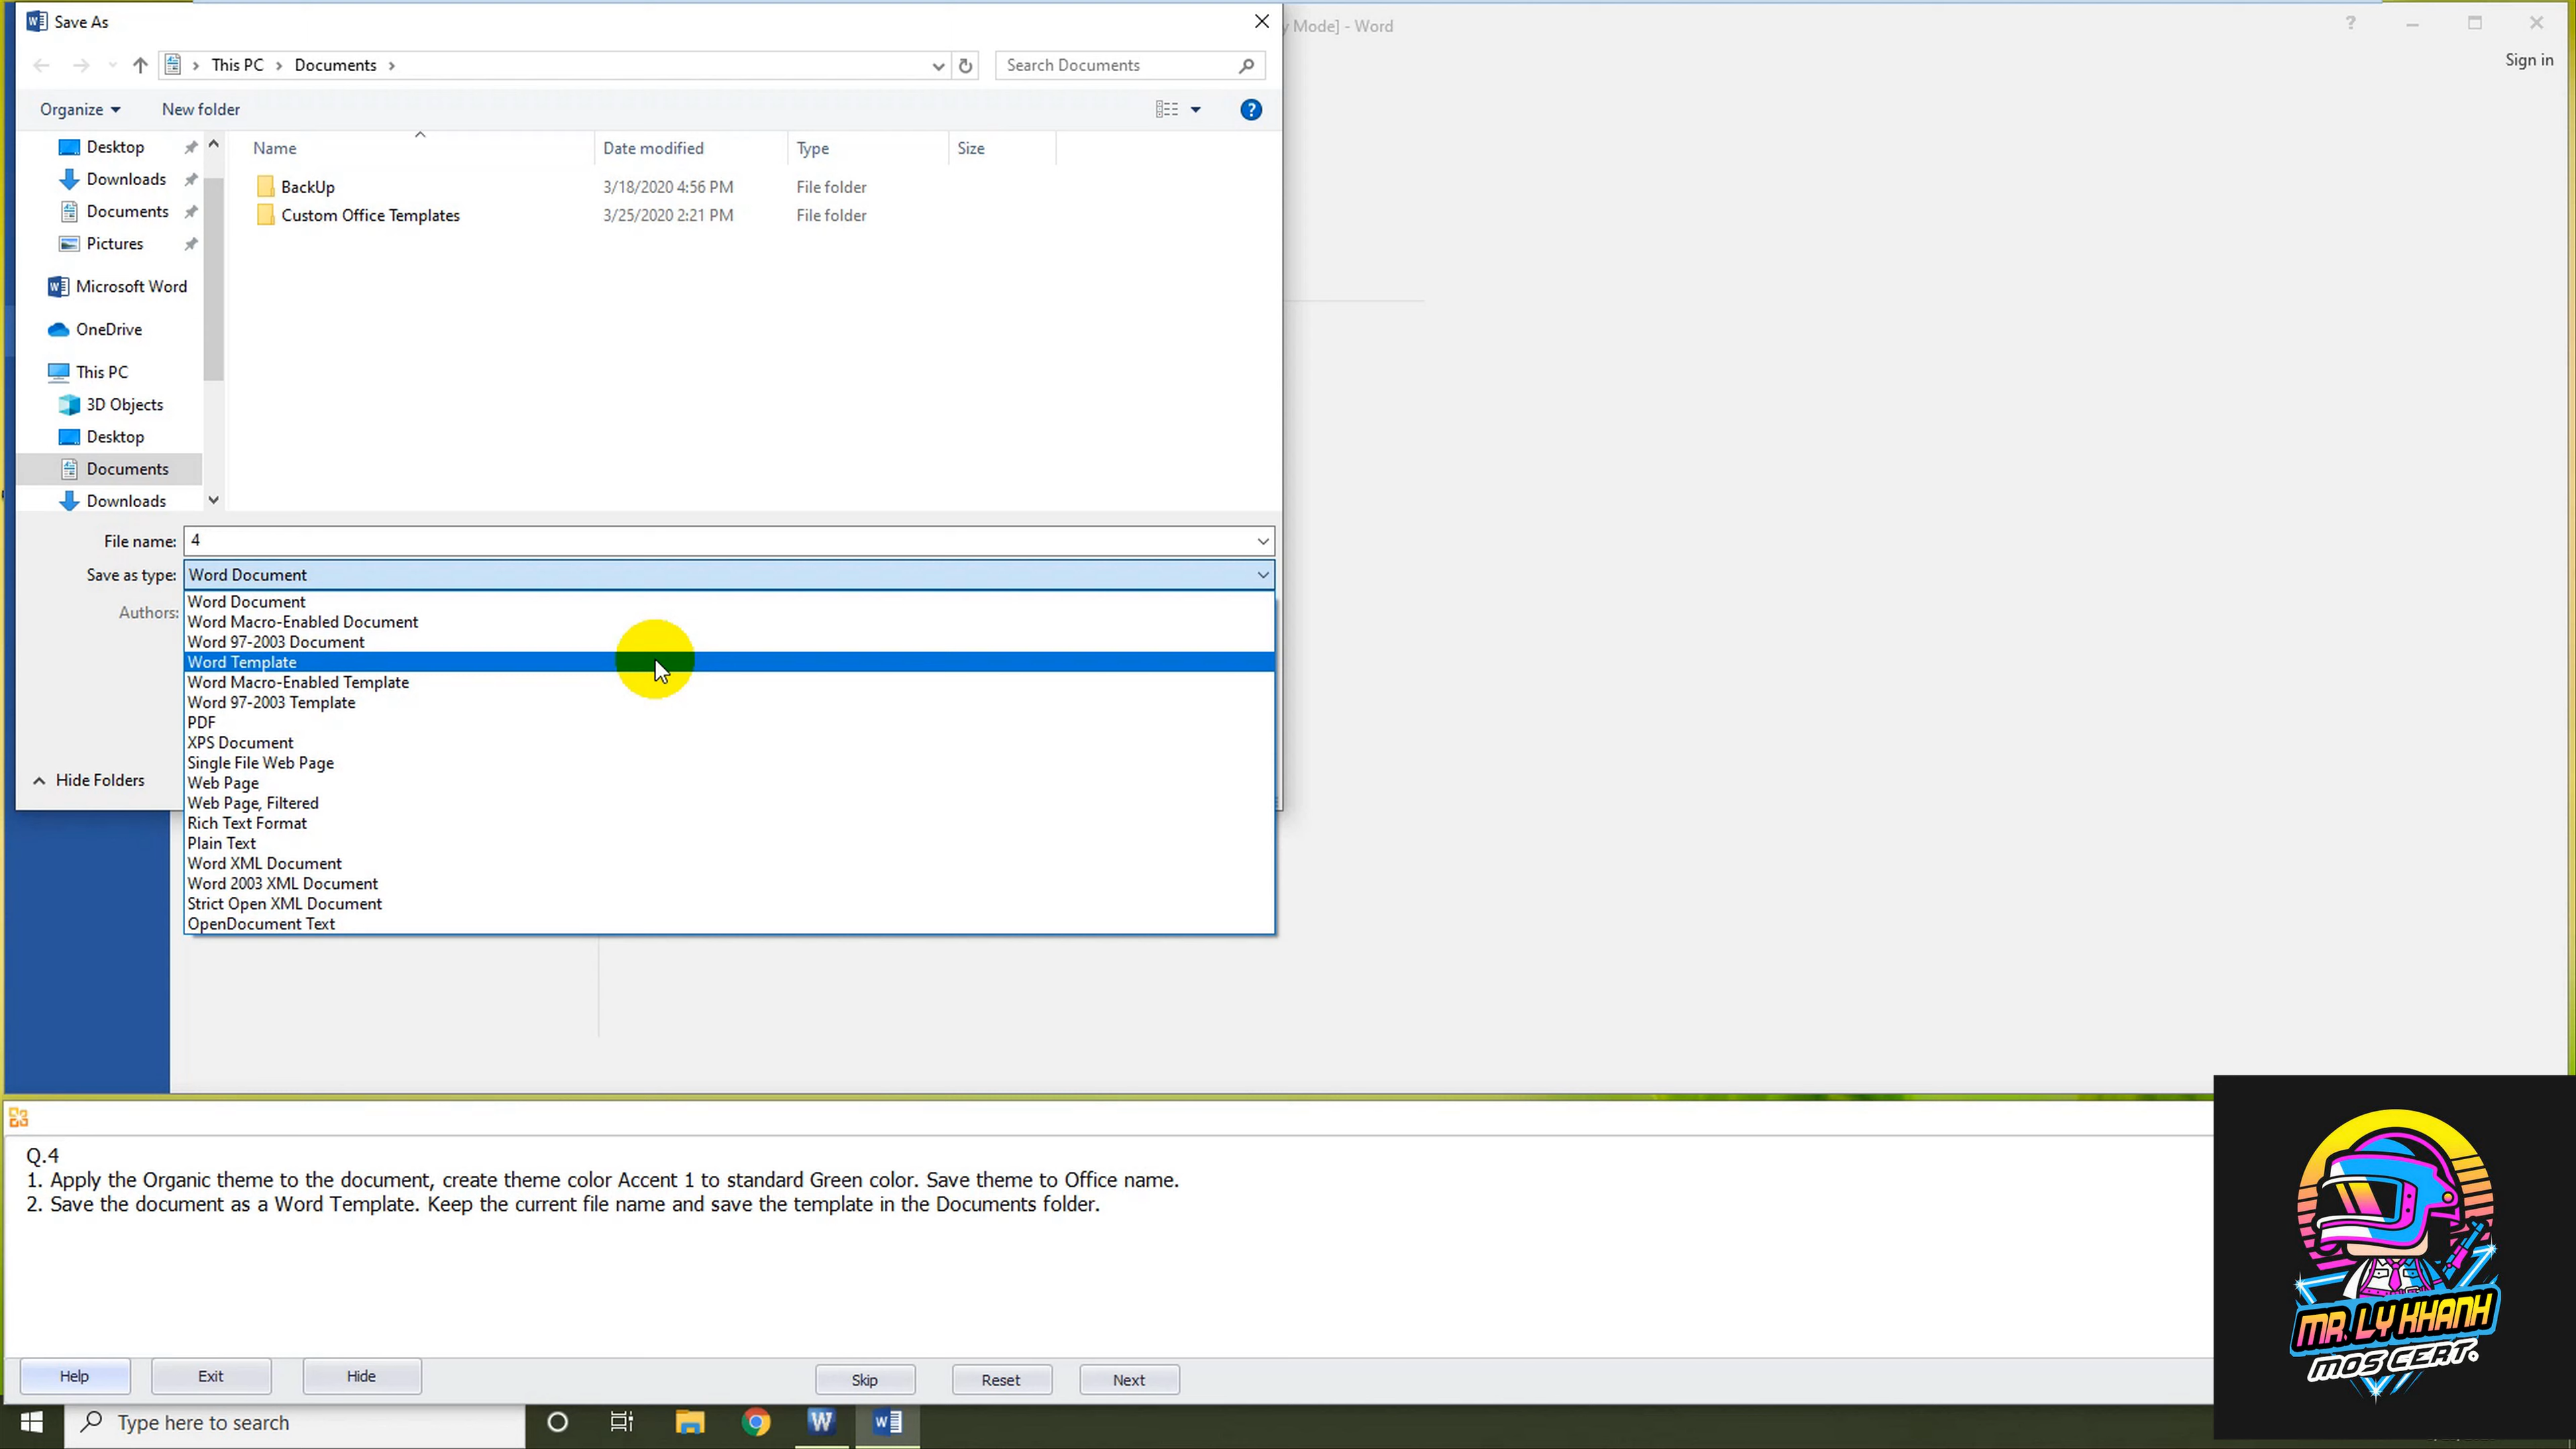 Save As
y Mode] - Word
Sign in
This PC
Documents
Search Documents
Organize
New folder
Name
Date modified
Type
Size
Desktop
Downloads
Documents
Pictures
Microsoft Word
OneDrive
This PC
3D Objects
Desktop
Documents
Downloads
BackUp
3/18/2020 4:56 PM
File folder
Custom Office Templates
3/25/2020 2:21 PM
File folder
File name:
4
Save as type:
Word Document
Authors:
Word Document
Word Macro-Enabled Document
Word 97-2003 Document
Word Template
Word Macro-Enabled Template
Word 97-2003 Template
PDF
XPS Document
Single File Web Page
Web Page
Web Page, Filtered
Rich Text Format
Plain Text
Word XML Document
Word 2003 XML Document
Strict Open XML Document
OpenDocument Text
Hide Folders
Q.4
1. Apply the Organic theme to the document, create theme color Accent 1 to standard Green color. Save theme to Office name.
2. Save the document as a Word Template. Keep the current file name and save the template in the Documents folder.
Help
Exit
Hide
Skip
Reset
Next
MR. LY KHANH
MOS CERT.
Type here to search